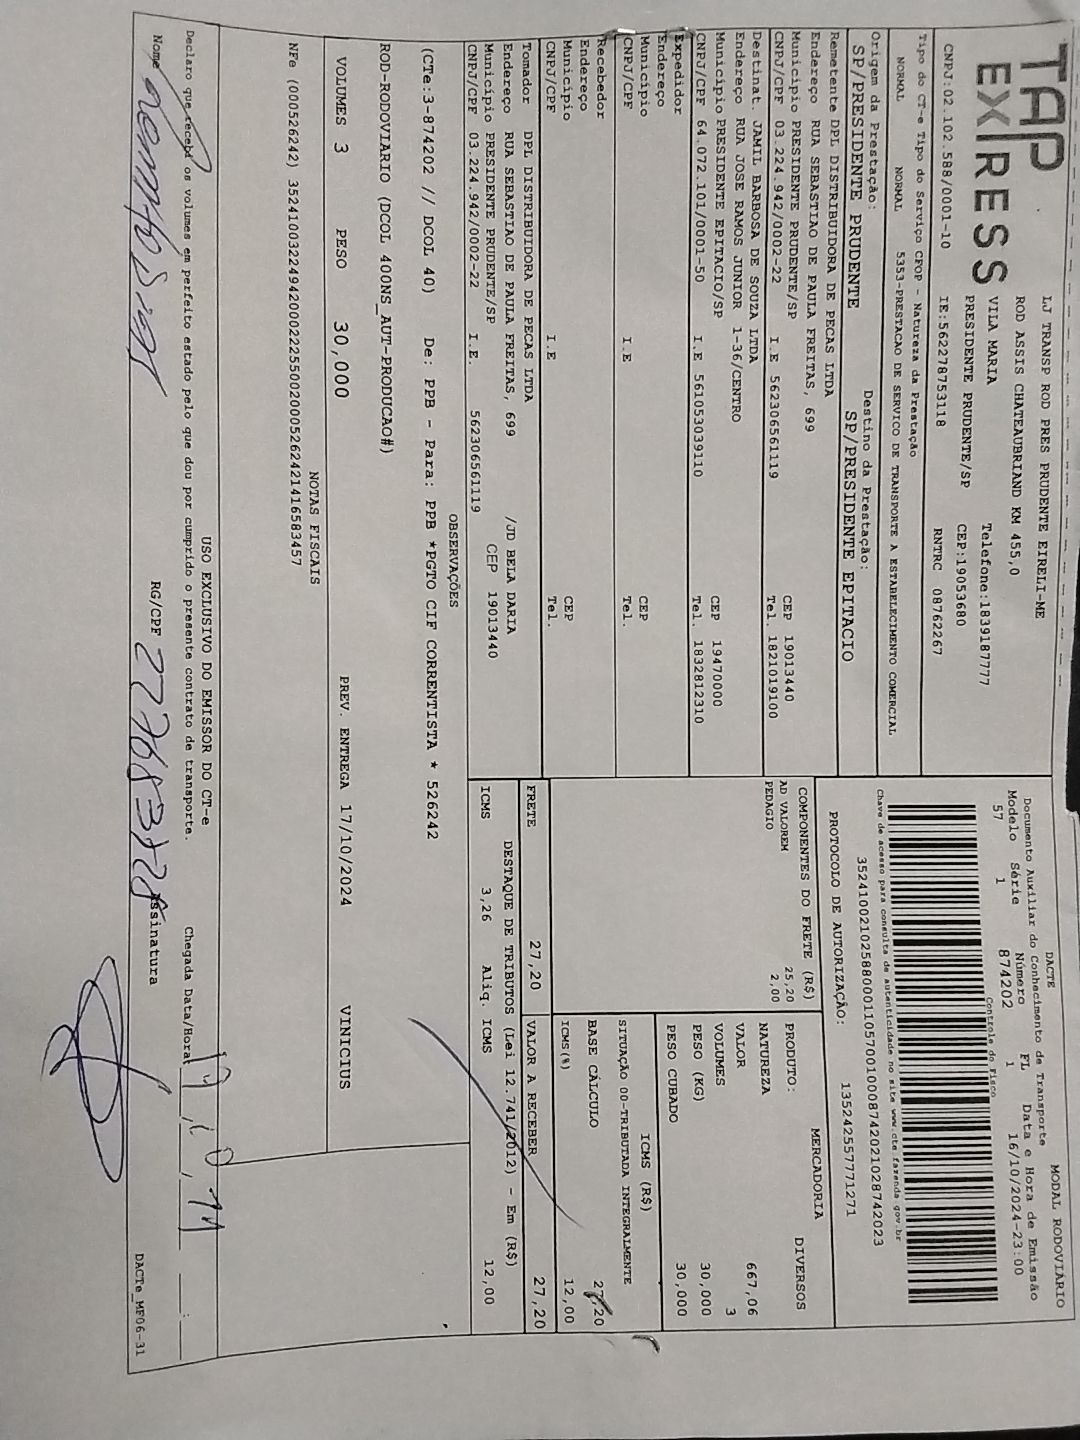 TAP
EXPRESS
LJ TRANSP ROD PRES PRUDENTE EIRELI-ME
ROD ASSIS CHATEAUBRIAND KM 455,0
VILA MARIA Telefone:1839187777
PRESIDENTE PRUDENTE/SP CEP:19053680
CNPJ:02.102.588/0001-10 IE:562278753118 RNTRC 08762267
Tipo do CT-e Tipo do Serviço CFOP - Natureza da Prestação
NORMAL NORMAL 5353-PRESTACAO DE SERVICO DE TRANSPORTE A ESTABELECIMENTO COMERCIAL
Origem da Prestação: Destino da Prestação:
SP/PRESIDENTE PRUDENTE SP/PRESIDENTE EPITACIO
Remetente DPL DISTRIBUIDORA DE PECAS LTDA
Endereço RUA SEBASTIAO DE PAULA FREITAS, 699
Município PRESIDENTE PRUDENTE/SP CEP 19013440
CNPJ/CPF 03.224.942/0002-22 I.E 562306561119 Tel. 1821019100
Destinat. JAMIL BARBOSA DE SOUZA LTDA
Endereço RUA JOSE RAMOS JUNIOR 1-36/CENTRO
Município PRESIDENTE EPITACIO/SP CEP 19470000
CNPJ/CPF 64.072.101/0001-50 I.E 561053039110 Tel. 1832812310
Expedidor
Endereço
Município CEP
CNPJ/CPF I.E Tel.
Recebedor
Endereço
Município CEP
CNPJ/CPF I.E Tel.
Tomador DPL DISTRIBUIDORA DE PECAS LTDA
Endereço RUA SEBASTIAO DE PAULA FREITAS, 699 /JD BELA DARIA
Município PRESIDENTE PRUDENTE/SP CEP 19013440
CNPJ/CPF 03.224.942/0002-22 I.E. 562306561119
DACTE MODAL RODOVIÁRIO
Documento Auxiliar do Conhecimento de Transporte
Modelo Série Número FL Data e Hora de Emissão
57 1 874202 1 16/10/2024-23:00
Controle do Fisco
Chave de acesso para consulta de autenticidade no site www.cte.fazenda.gov.br
35241002102588000110570010008742021028742023
PROTOCOLO DE AUTORIZAÇÃO: 135242557771271
COMPONENTES DO FRETE (R$)
AD VALOREM 25,20
PEDAGIO 2,00
MERCADORIA
PRODUTO: DIVERSOS
NATUREZA
VALOR 667,06
VOLUMES 3
PESO (KG) 30,000
PESO CUBADO 30,000
ICMS (R$)
SITUAÇÃO 00-TRIBUTADA INTEGRALMENTE
BASE CÁLCULO 27,20
ICMS(%) 12,00
FRETE 27,20 VALOR A RECEBER 27,20
DESTAQUE DE TRIBUTOS (Lei 12.741/2012) - Em (R$)
ICMS 3,26 Aliq. ICMS 12,00
OBSERVAÇÕES
(CTe:3-874202 // DCOL 40) De: PPB - Para: PPB *PGTO CIF CORRENTISTA * 526242
ROD-RODOVIARIO (DCOL 400NS_AUT-PRODUCAO#)
VOLUMES 3 PESO 30,000 PREV. ENTREGA 17/10/2024 VINICIUS
NOTAS FISCAIS
NFe (000526242) 35241003224942000222550020005262421416583457
USO EXCLUSIVO DO EMISSOR DO CT-e
Declaro que recebi os volumes em perfeito estado pelo que dou por cumprido o presente contrato de transporte. Chegada Data/Hora:
Nome RG/CPF Assinatura
DACTe_MF06-31